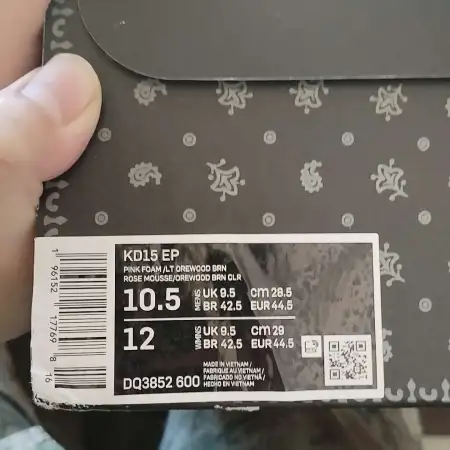 KD15 EP
PINK FOAM /LT OREWOOD BRN
ROSE MOUSSE/OREWOOD BRN CLR
10.5 MENS UK 9.5 CM 28.5
BR 42.5 EUR 44.5
12 WMNS UK 9.5 CM 29
BR 42.5 EUR 44.5
MADE IN VIETNAM /
FABRIQUE AU VIETNAM /
FABRICADO NO VIETNÃ /
HECHO EN VIETNAM
DQ3852 600
1 96152 17769 8 16